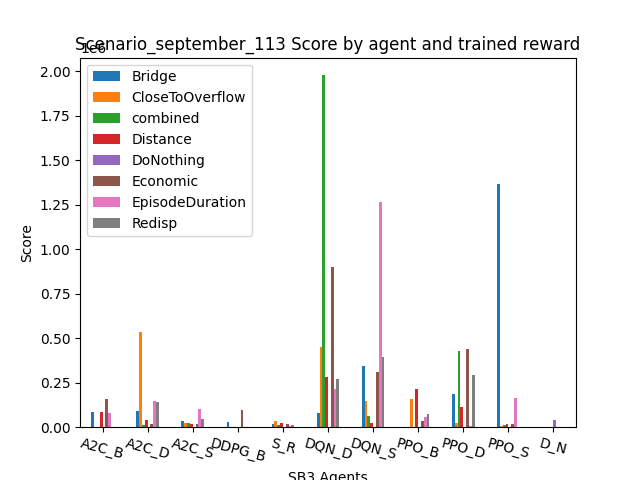 Scenario_september_113 Score by agent and trained reward
1e6
Bridge
CloseToOverflow
combined
Distance
DoNothing
Economic
EpisodeDuration
Redisp
2.00
1.75
1.50
1.25
1.00
0.75
0.50
0.25
0.00
Score
A2C_B
A2C_D
A2C_S
DDPG_B
S_R
DQN_D
DQN_S
PPO_B
PPO_D
PPO_S
D_N
SB3 Agents